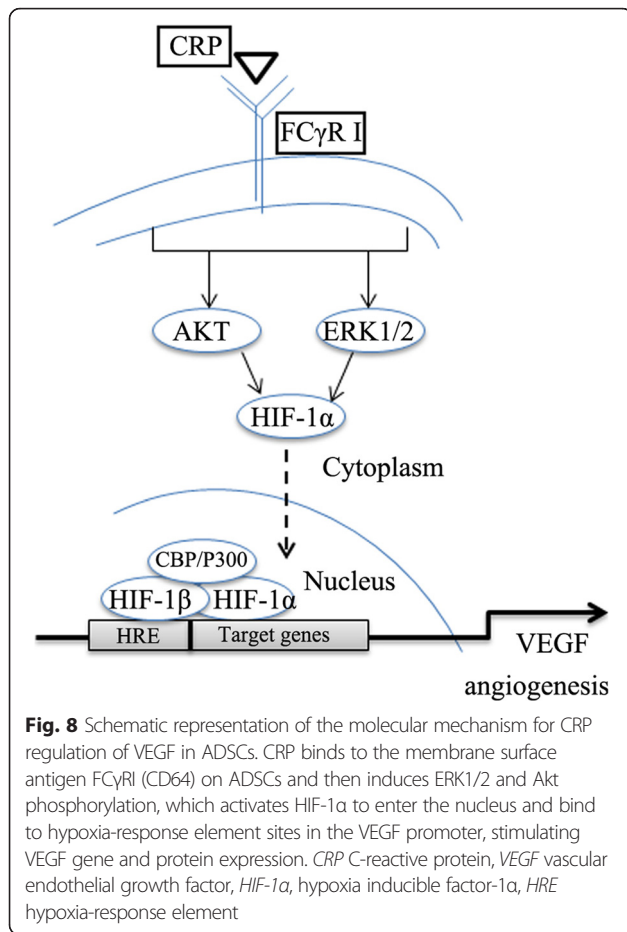 CRP
FCγR I
AKT
ERK1/2
HIF-1α
Cytoplasm
CBP/P300
Nucleus
HIF-1β
HIF-1α
HRE
Target genes
VEGF
angiogenesis
Fig. 8 Schematic representation of the molecular mechanism for CRP
regulation of VEGF in ADSCs. CRP binds to the membrane surface
antigen FCγRI (CD64) on ADSCs and then induces ERK1/2 and Akt
phosphorylation, which activates HIF-1α to enter the nucleus and bind
to hypoxia-response element sites in the VEGF promoter, stimulating
VEGF gene and protein expression. CRP C-reactive protein, VEGF vascular
endothelial growth factor, HIF-1α, hypoxia inducible factor-1α, HRE
hypoxia-response element